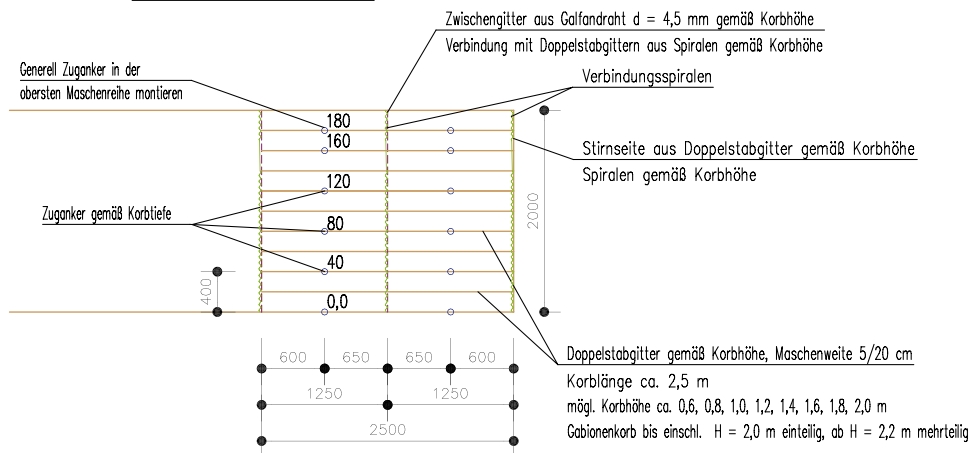 Zwischengitter aus Galfandraht d = 4,5 mm gemäß Korbhöhe
Verbindung mit Doppelstabgittern aus Spiralen gemäß Korbhöhe
Generell Zuganker in der
obersten Maschenreihe montieren
Verbindungsspiralen
180
160
Stirnseite aus Doppelstabgitter gemäß Korbhöhe
Spiralen gemäß Korbhöhe
120
2000
Zuganker gemäß Korbtiefe
80
40
400
0,0
600
650
650
600
1250
1250
2500
Doppelstabgitter gemäß Korbhöhe, Maschenweite 5/20 cm
Korblänge ca. 2,5 m
mögl. Korbhöhe ca. 0,6, 0,8, 1,0, 1,2, 1,4, 1,6, 1,8, 2,0 m
Gabionenkorb bis einschl. H = 2,0 m einteilig, ab H = 2,2 m mehrteilig